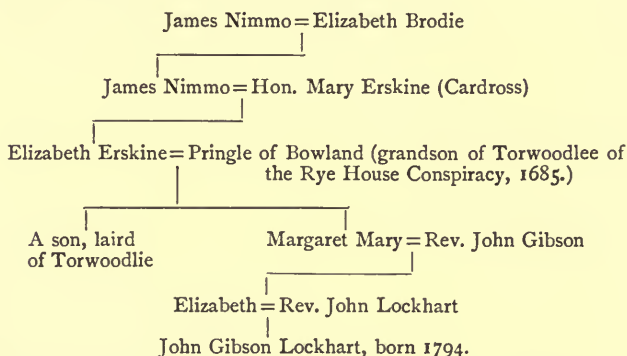 James Nimmo = Elizabeth Brodie
James Nimmo = Hon. Mary Erskine (Cardross)
Elizabeth Erskine = Pringle of Bowland (grandson of Torwoodlee of
the Rye House Conspiracy, 1685.)
A son, laird
of Torwoodlie
Margaret Mary = Rev. John Gibson
Elizabeth = Rev. John Lockhart
John Gibson Lockhart, born 1794.